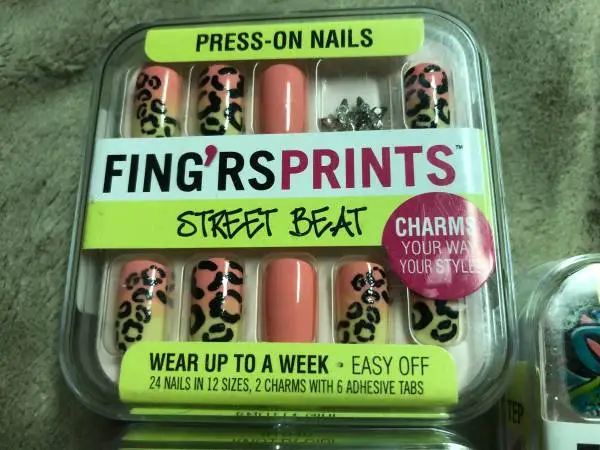 PRESS-ON NAILS
FING'RSPRINTS™
STREET BEAT
CHARMS
YOUR WAY
YOUR STYLE
WEAR UP TO A WEEK · EASY OFF
24 NAILS IN 12 SIZES, 2 CHARMS WITH 6 ADHESIVE TABS